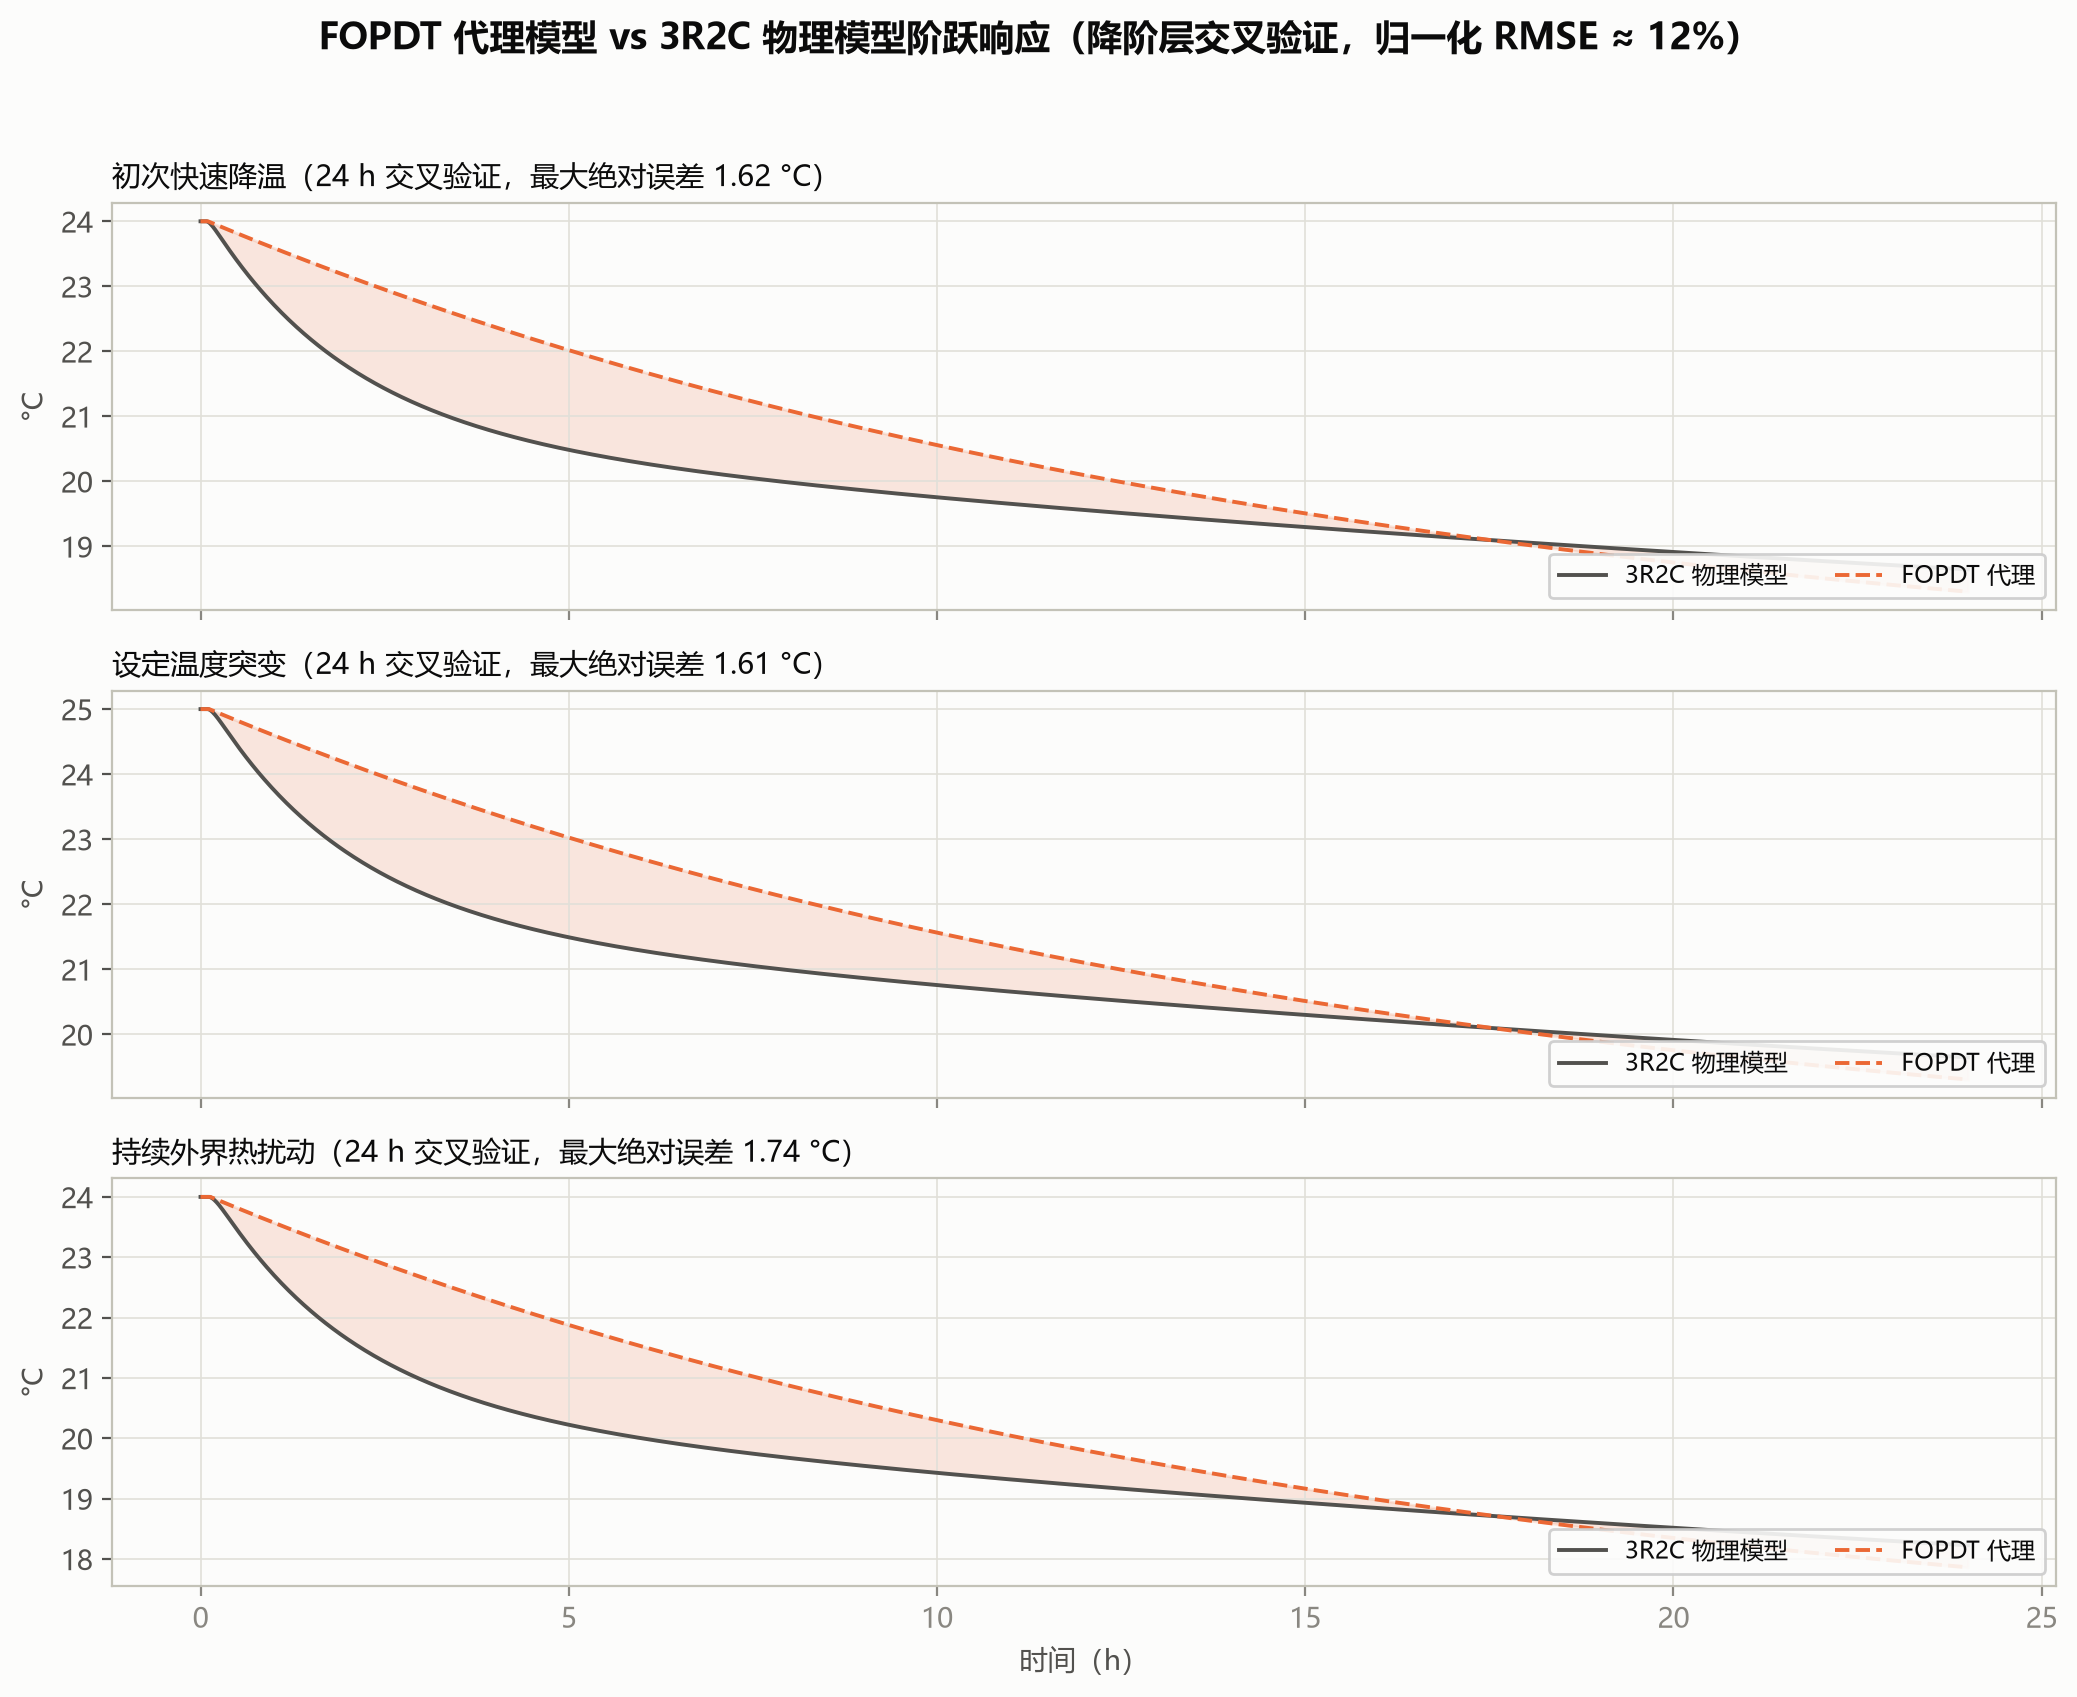 FOPDT 代理模型 vs 3R2C 物理模型阶跃响应（降阶层交叉验证，归一化 RMSE ≈ 12%）
初次快速降温（24 h 交叉验证，最大绝对误差 1.62 °C）
24
23
22
21
20
19
°C
3R2C 物理模型 FOPDT 代理
设定温度突变（24 h 交叉验证，最大绝对误差 1.61 °C）
25
24
23
22
21
20
°C
3R2C 物理模型 FOPDT 代理
持续外界热扰动（24 h 交叉验证，最大绝对误差 1.74 °C）
24
23
22
21
20
19
18
°C
3R2C 物理模型 FOPDT 代理
0 5 10 15 20 25
时间（h）